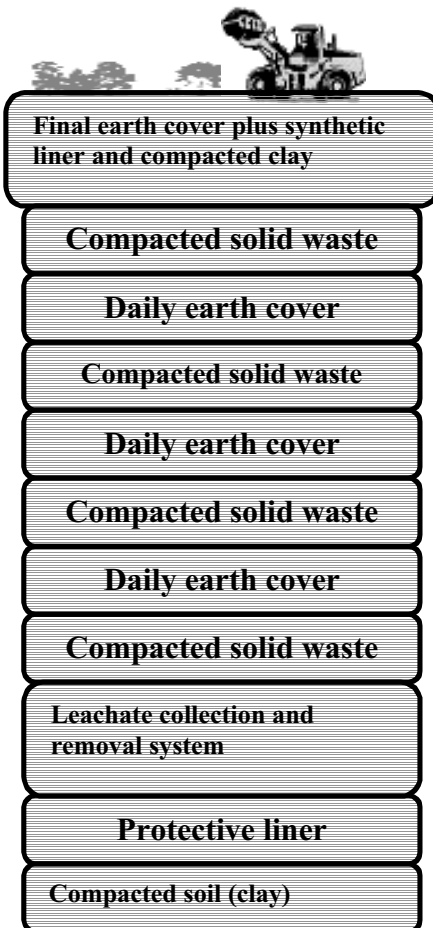 Final earth cover plus synthetic
liner and compacted clay
Compacted solid waste
Daily earth cover
Compacted solid waste
Daily earth cover
Compacted solid waste
Daily earth cover
Compacted solid waste
Leachate collection and
removal system
Protective liner
Compacted soil (clay)